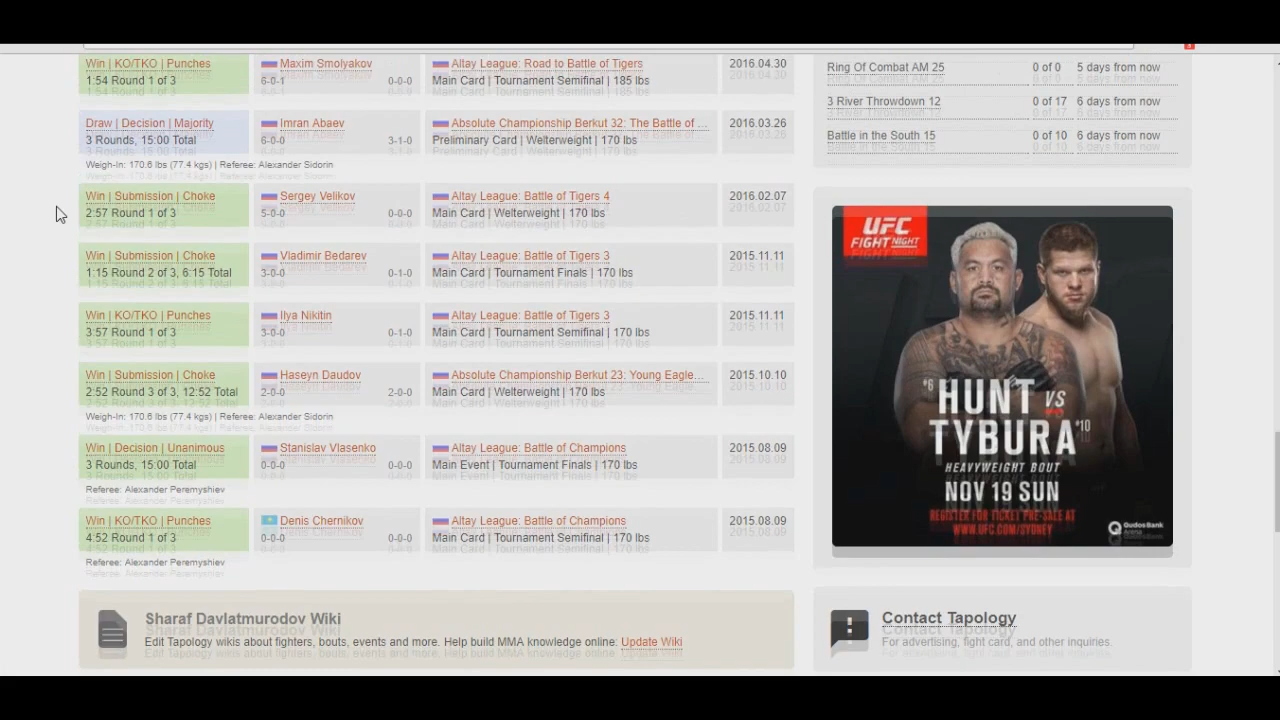 Win | KO/TKO | Punches Maxim Smolyakov Altay League: Road to Battle of Tigers 2016.04.30
1:54 Round 1 of 3 6-0-1 0-0-0 Main Card | Tournament Semifinal | 185 lbs
Draw | Decision | Majority Imran Abaev Absolute Championship Berkut 32: The Battle of ... 2016.03.26
3 Rounds, 15:00 Total 6-0-0 3-1-0 Preliminary Card | Welterweight | 170 lbs
Weigh-In: 170.6 lbs (77.4 kgs) | Referee: Alexander Sidorin
Win | Submission | Choke Sergey Velikov Altay League: Battle of Tigers 4 2016.02.07
2:57 Round 1 of 3 5-0-0 0-0-0 Main Card | Welterweight | 170 lbs
Win | Submission | Choke Vladimir Bedarev Altay League: Battle of Tigers 3 2015.11.11
1:15 Round 2 of 3, 6:15 Total 3-0-0 0-1-0 Main Card | Tournament Finals | 170 lbs
Win | KO/TKO | Punches Ilya Nikitin Altay League: Battle of Tigers 3 2015.11.11
3:57 Round 1 of 3 3-0-0 0-1-0 Main Card | Tournament Semifinal | 170 lbs
Win | Submission | Choke Haseyn Daudov Absolute Championship Berkut 23: Young Eagle... 2015.10.10
2:52 Round 3 of 3, 12:52 Total 2-0-0 2-0-0 Main Card | Welterweight | 170 lbs
Weigh-In: 170.6 lbs (77.4 kgs) | Referee: Alexander Sidorin
Win | Decision | Unanimous Stanislav Vlasenko Altay League: Battle of Champions 2015.08.09
3 Rounds, 15:00 Total 0-0-0 0-0-0 Main Event | Tournament Finals | 170 lbs
Referee: Alexander Peremyshiev
Win | KO/TKO | Punches Denis Chernikov Altay League: Battle of Champions 2015.08.09
4:52 Round 1 of 3 0-0-0 0-0-0 Main Card | Tournament Semifinal | 170 lbs
Referee: Alexander Peremyshiev
Sharaf Davlatmurodov Wiki
Edit Tapology wikis about fighters, bouts, events and more. Help build MMA knowledge online: Update Wiki
Ring Of Combat AM 25 0 of 0 5 days from now
3 River Throwdown 12 0 of 17 6 days from now
Battle in the South 15 0 of 10 6 days from now
UFC
FIGHT NIGHT
#6 HUNT VS
TYBURA #10
HEAVYWEIGHT BOUT
NOV 19 SUN
REGISTER FOR TICKET PRE-SALE AT
WWW.UFC.COM/SYDNEY
Qudos Bank
Arena
Contact Tapology
For advertising, fight card, and other inquiries.